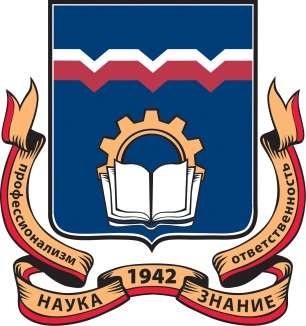 профессионализм
НАУКА
1942
ЗНАНИЕ
ответственность